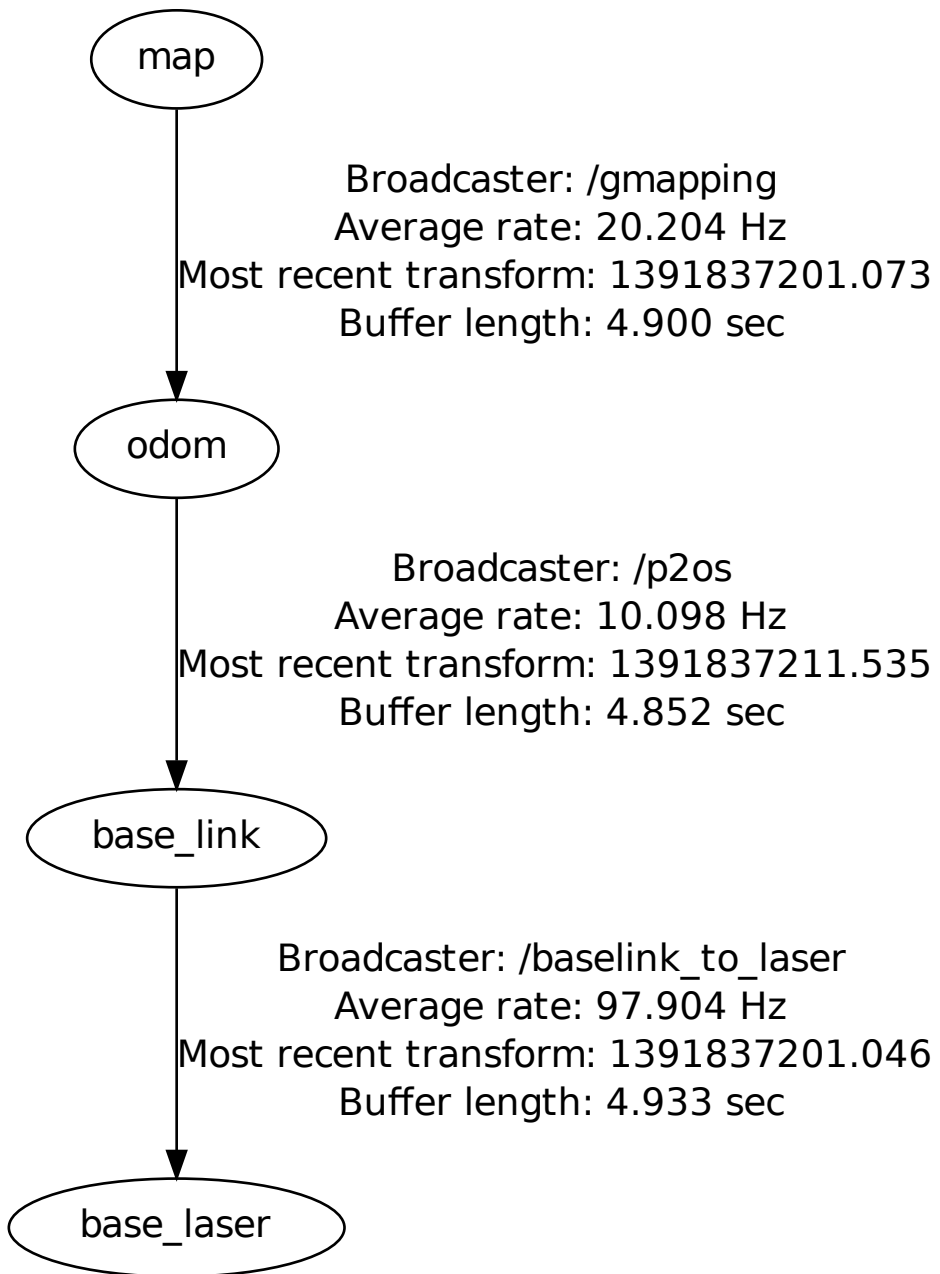 map
Broadcaster: /gmapping
Average rate: 20.204 Hz
Most recent transform: 1391837201.073
Buffer length: 4.900 sec
odom
Broadcaster: /p2os
Average rate: 10.098 Hz
Most recent transform: 1391837211.535
Buffer length: 4.852 sec
base_link
Broadcaster: /baselink_to_laser
Average rate: 97.904 Hz
Most recent transform: 1391837201.046
Buffer length: 4.933 sec
base_laser